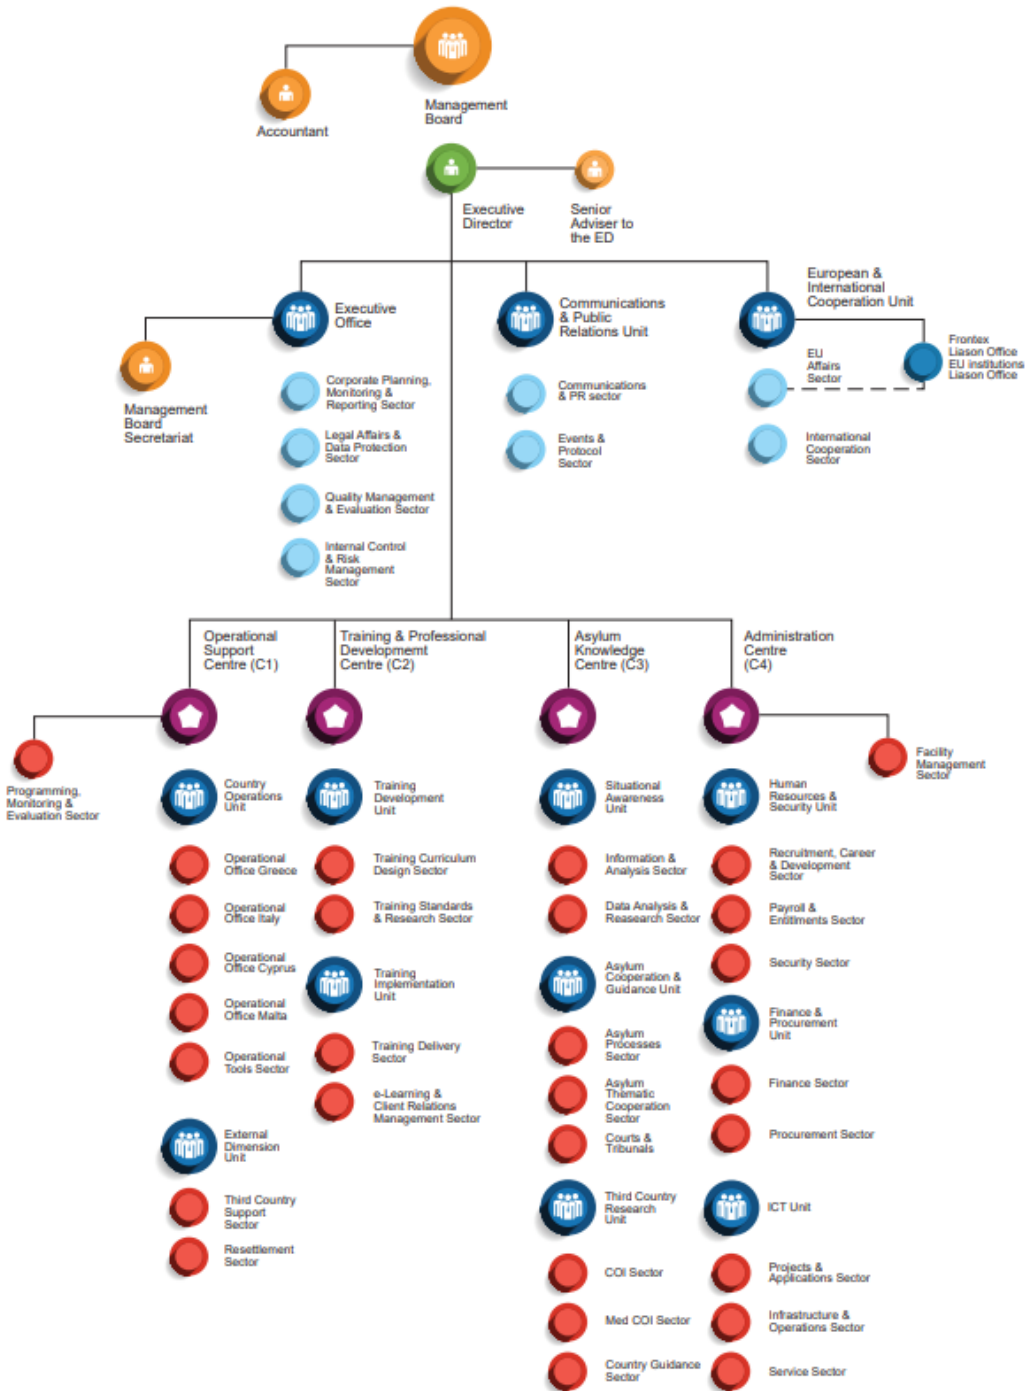 Management
Board
Accountant
Executive
Director
Senior
Adviser to
the ED
Executive
Office
Communications
& Public
Relations Unit
European &
International
Cooperation Unit
Management
Board
Secretariat
Corporate Planning,
Monitoring &
Reporting Sector
Legal Affairs &
Data Protection
Sector
Quality Management
& Evaluation Sector
Internal Control
& Risk
Management
Sector
Communications
& PR sector
Events &
Protocol
Sector
EU
Affairs
Sector
International
Cooperation
Sector
Frontex
Liason Office
EU institutions
Liason Office
Operational
Support
Centre (C1)
Training & Professional
Developmemt
Centre (C2)
Asylum
Knowledge
Centre (C3)
Administration
Centre
(C4)
Programming,
Monitoring &
Evaluation Sector
Facility
Management
Sector
Country
Operations
Unit
Operational
Office Greece
Operational
Office Italy
Operational
Office Cyprus
Operational
Office Malta
Operational
Tools Sector
External
Dimension
Unit
Third Country
Support
Sector
Resettlement
Sector
Training
Development
Unit
Training Curriculum
Design Sector
Training Standards
& Research Sector
Training
Implementation
Unit
Training Delivery
Sector
e-Learning &
Client Relations
Management Sector
Situational
Awareness
Unit
Information &
Analysis Sector
Data Analysis &
Reasearch Sector
Asylum
Cooperation &
Guidance Unit
Asylum
Processes
Sector
Asylum
Thematic
Cooperation
Sector
Courts &
Tribunals
Third Country
Research
Unit
COI Sector
Med COI Sector
Country Guidance
Sector
Human
Resources &
Security Unit
Recruitment, Career
& Development
Sector
Payroll &
Entitlments Sector
Security Sector
Finance &
Procurement
Unit
Finance Sector
Procurement Sector
ICT Unit
Projects &
Applications Sector
Infrastructure &
Operations Sector
Service Sector